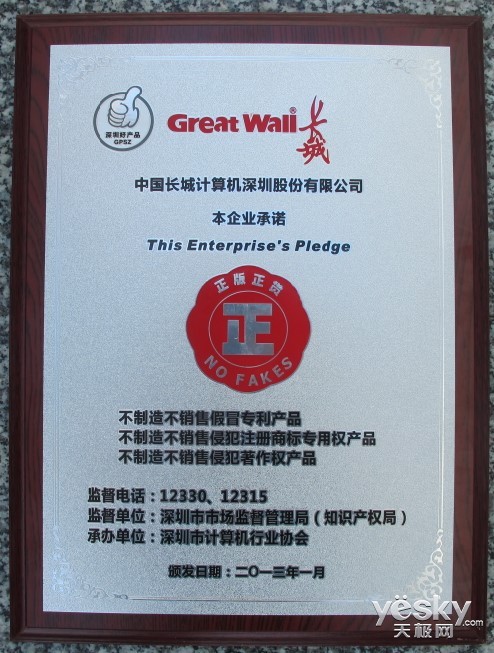 深圳好产品
GPSZ
Great Wall®长城
中国长城计算机深圳股份有限公司
本企业承诺
This Enterprise's Pledge
正版正货
正
NO FAKES
不制造不销售假冒专利产品
不制造不销售侵犯注册商标专用权产品
不制造不销售侵犯著作权产品
监督电话：12330、12315
监督单位：深圳市市场监督管理局（知识产权局）
承办单位：深圳市计算机行业协会
颁发日期：二〇一三年一月
yesky
天极网.com